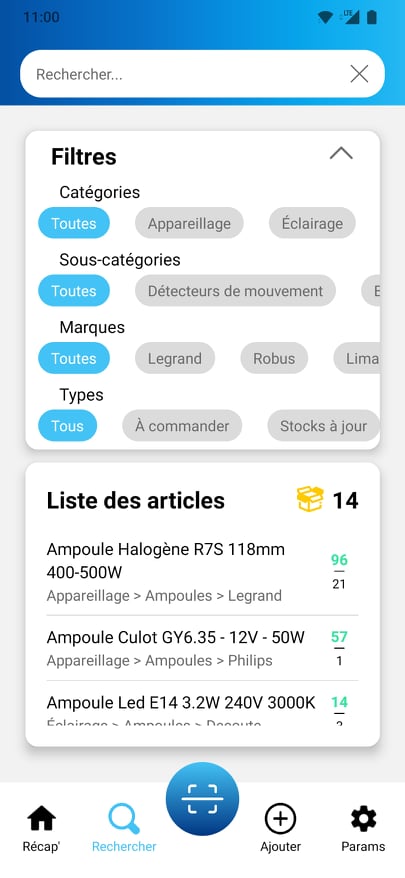 11:00
LTE
Rechercher...
Filtres
Catégories
Toutes Appareillage Éclairage
Sous-catégories
Toutes Détecteurs de mouvement
Marques
Toutes Legrand Robus Lima
Types
Tous À commander Stocks à jour
Liste des articles 14
Ampoule Halogène R7S 118mm
400-500W
96
21
Appareillage > Ampoules > Legrand
Ampoule Culot GY6.35 - 12V - 50W
57
1
Appareillage > Ampoules > Philips
Ampoule Led E14 3.2W 240V 3000K
14
Éclairage > Ampoules >
Récap' Rechercher Ajouter Params